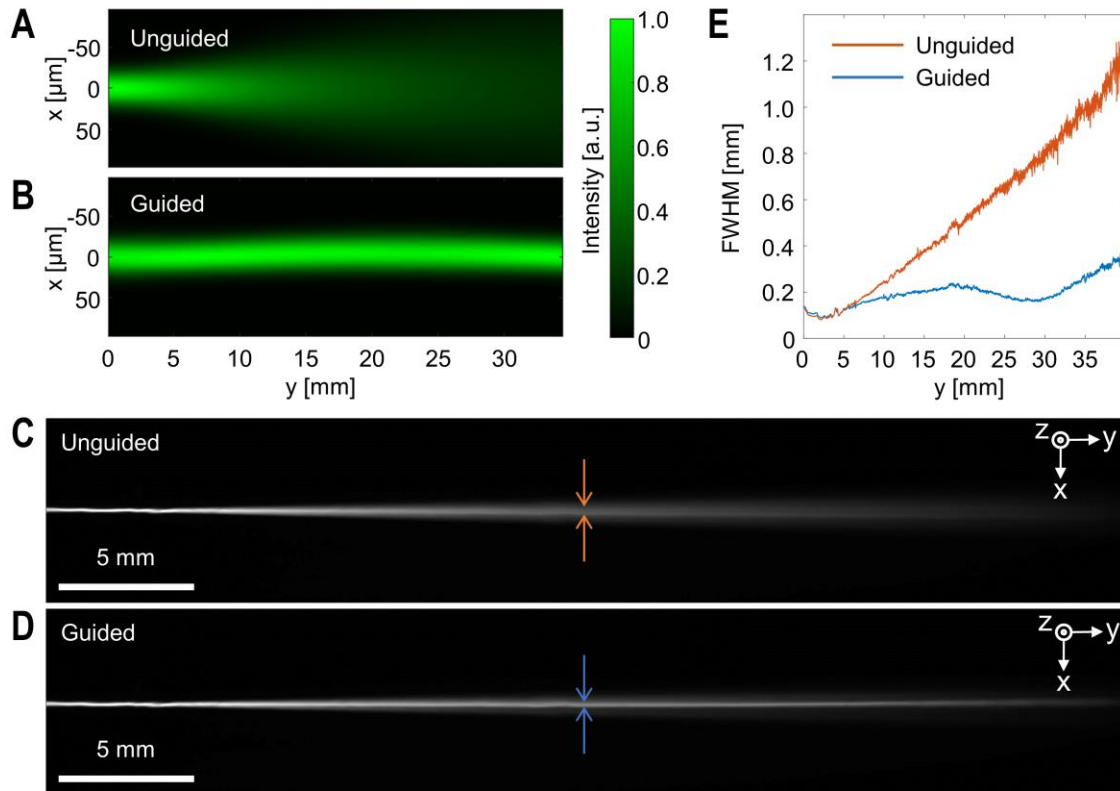 A
Unguided
x [µm]
-50
0
50
B
Guided
x [µm]
-50
0
50
0 5 10 15 20 25 30
y [mm]
Intensity [a.u.]
1.0
0.8
0.6
0.4
0.2
0
E
Unguided
Guided
FWHM [mm]
1.2
1.0
0.8
0.6
0.4
0.2
0
0 5 10 15 20 25 30 35
y [mm]
C
Unguided
5 mm
z y
x
D
Guided
5 mm
z y
x